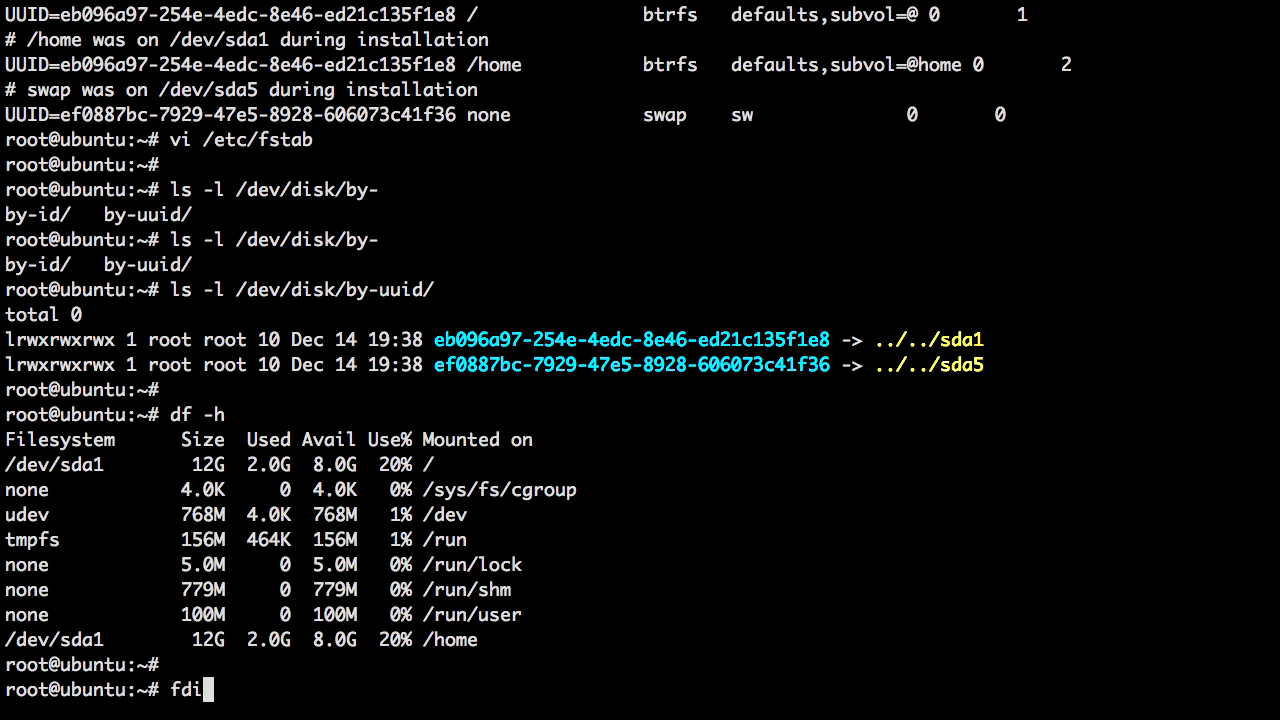 UUID=eb096a97-254e-4edc-8e46-ed21c135f1e8 /               btrfs   defaults,subvol=@ 0       1
# /home was on /dev/sda1 during installation
UUID=eb096a97-254e-4edc-8e46-ed21c135f1e8 /home           btrfs   defaults,subvol=@home 0       2
# swap was on /dev/sda5 during installation
UUID=ef0887bc-7929-47e5-8928-606073c41f36 none            swap    sw              0       0
root@ubuntu:~# vi /etc/fstab
root@ubuntu:~#
root@ubuntu:~# ls -l /dev/disk/by-
by-id/   by-uuid/
root@ubuntu:~# ls -l /dev/disk/by-
by-id/   by-uuid/
root@ubuntu:~# ls -l /dev/disk/by-uuid/
total 0
lrwxrwxrwx 1 root root 10 Dec 14 19:38 eb096a97-254e-4edc-8e46-ed21c135f1e8 -> ../../sda1
lrwxrwxrwx 1 root root 10 Dec 14 19:38 ef0887bc-7929-47e5-8928-606073c41f36 -> ../../sda5
root@ubuntu:~#
root@ubuntu:~# df -h
Filesystem      Size  Used Avail Use% Mounted on
/dev/sda1        12G  2.0G  8.0G  20% /
none            4.0K     0  4.0K   0% /sys/fs/cgroup
udev            768M  4.0K  768M   1% /dev
tmpfs           156M  464K  156M   1% /run
none            5.0M     0  5.0M   0% /run/lock
none            779M     0  779M   0% /run/shm
none            100M     0  100M   0% /run/user
/dev/sda1        12G  2.0G  8.0G  20% /home
root@ubuntu:~#
root@ubuntu:~# fdi